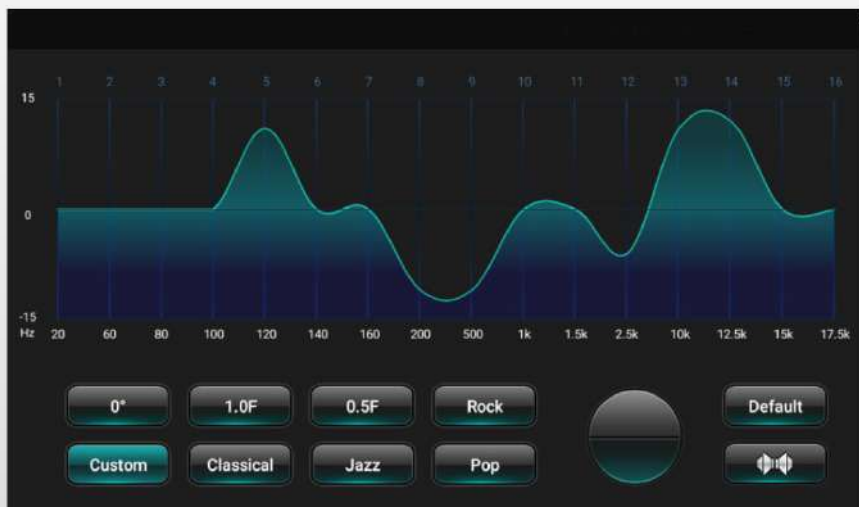 1 2 3 4 5 6 7 8 9 10 11 12 13 14 15 16
15
0
-15
Hz 20 60 80 100 120 140 160 200 500 1k 1.5k 2.5k 10k 12.5k 15k 17.5k
0° 1.0F 0.5F Rock Default
Custom Classical Jazz Pop